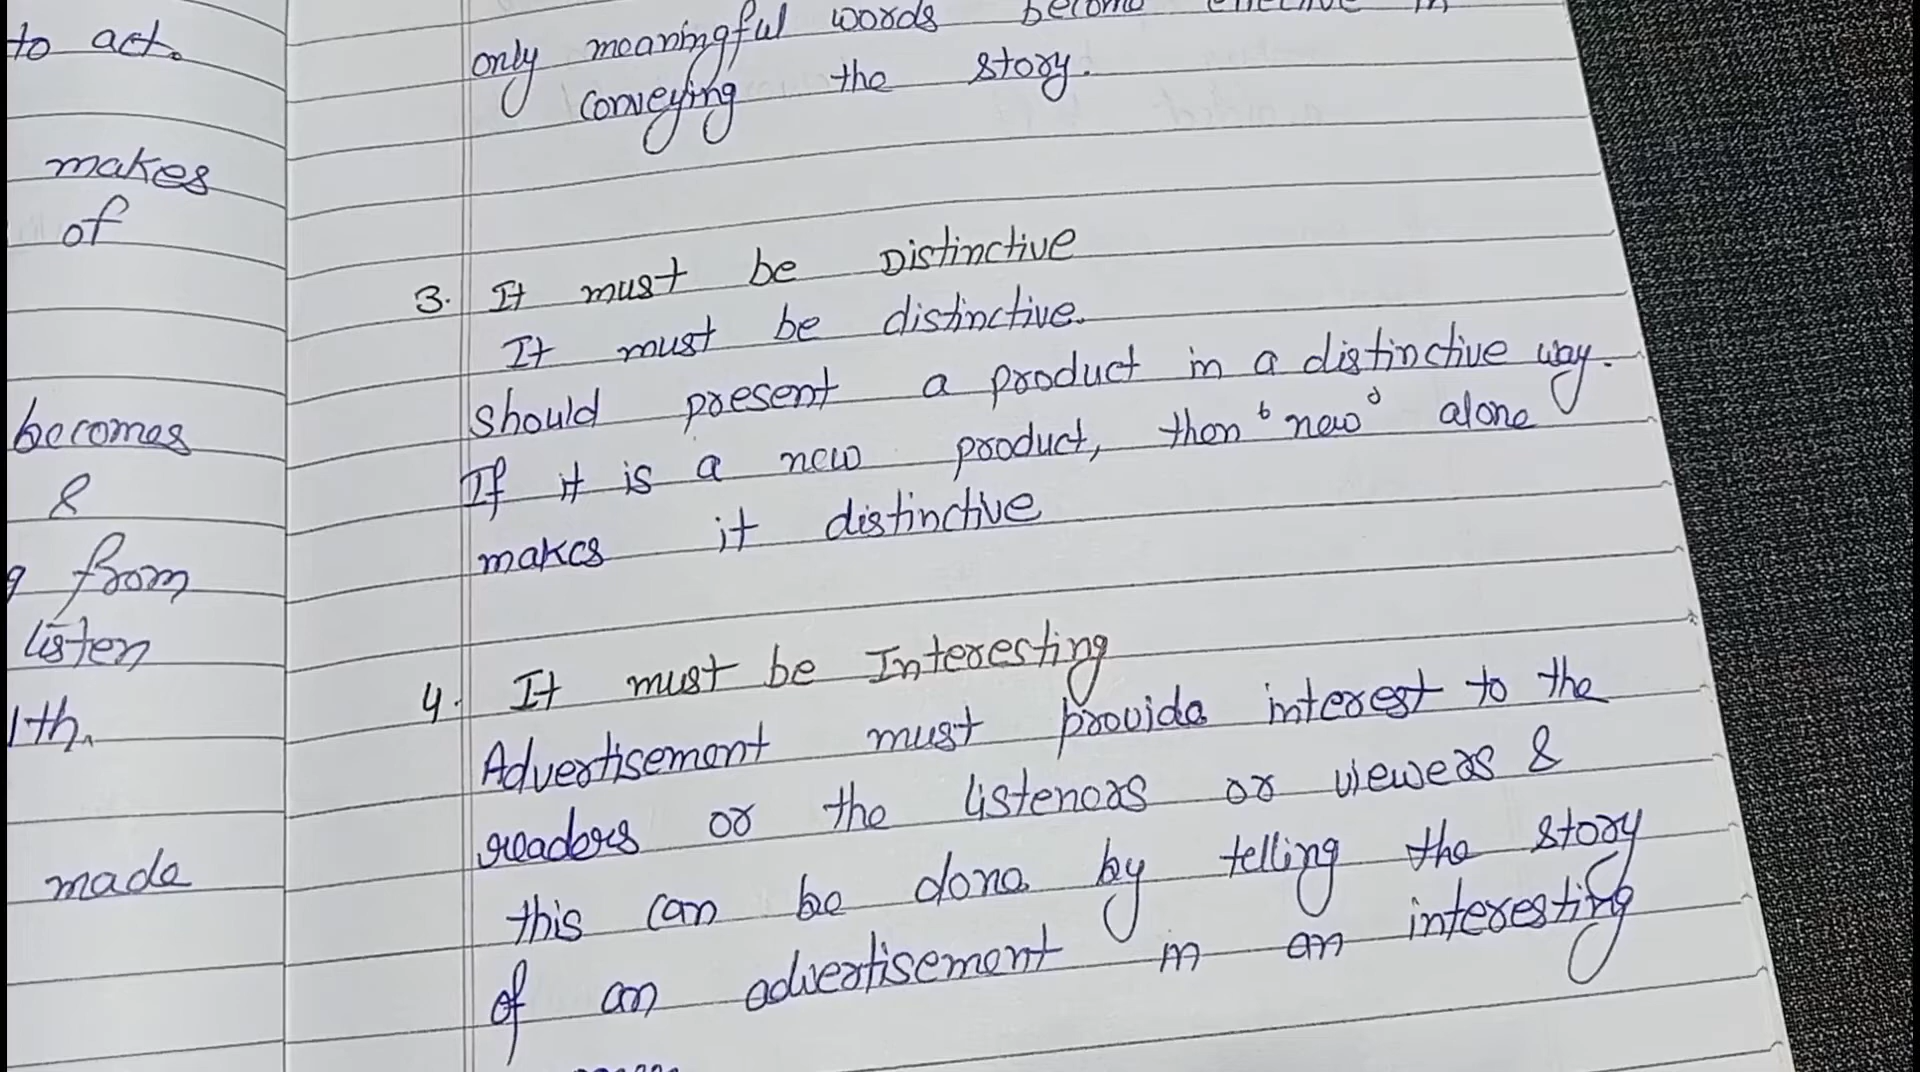 to act.
makes
of
becomes
&
from
listen
made
only meaningful words become effective in
conveying the story.
3. It must be Distinctive
It must be distinctive.
should present a product in a distinctive way.
If it is a new product, then 'new' alone
makes it distinctive
4. It must be Interesting
Advertisement must provide interest to the
readers or the listeners or viewers &
this can be done by telling the story
of an advertisement in an interesting